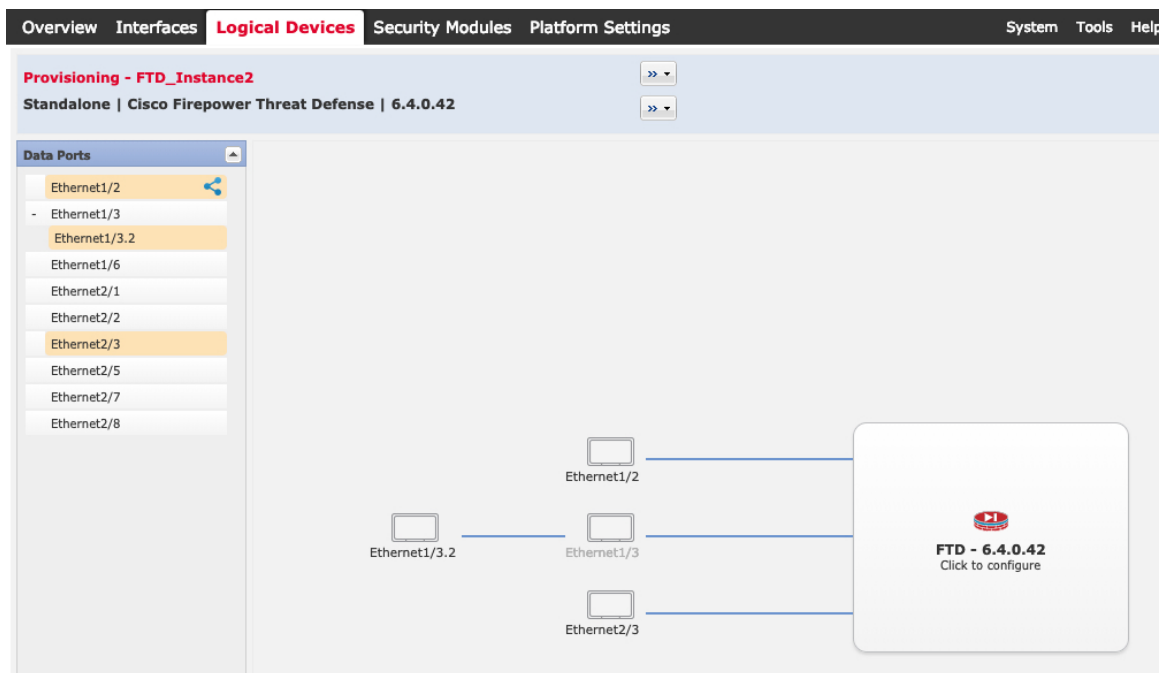 Overview Interfaces Logical Devices Security Modules Platform Settings System Tools Help
Provisioning - FTD_Instance2
Standalone | Cisco Firepower Threat Defense | 6.4.0.42
Data Ports
Ethernet1/2
- Ethernet1/3
Ethernet1/3.2
Ethernet1/6
Ethernet2/1
Ethernet2/2
Ethernet2/3
Ethernet2/5
Ethernet2/7
Ethernet2/8
Ethernet1/2
Ethernet1/3.2
Ethernet1/3
Ethernet2/3
FTD - 6.4.0.42
Click to configure